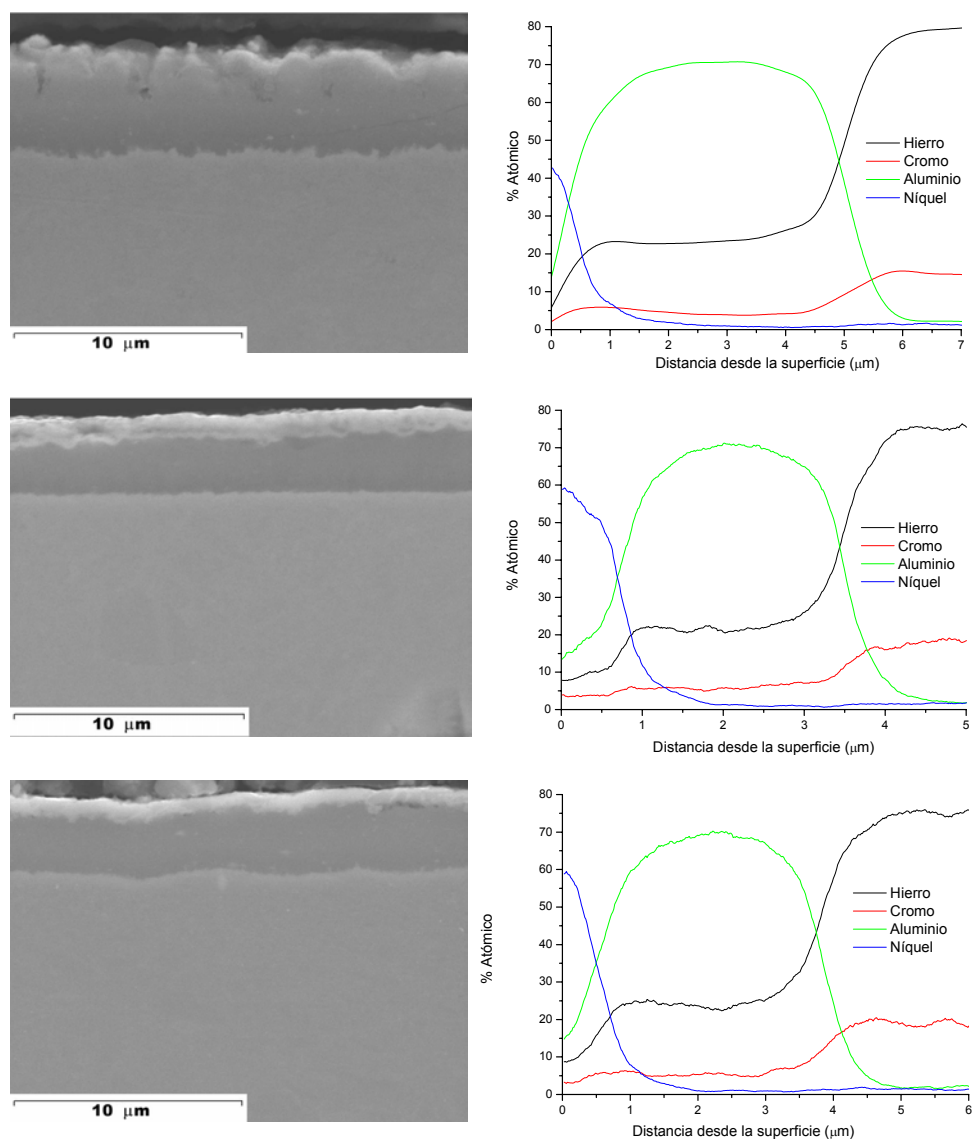 10 μm
80
70
60
50
40
30
20
10
0
% Atómico
Hierro
Cromo
Aluminio
Níquel
0 1 2 3 4 5 6 7
Distancia desde la superficie (μm)
10 μm
80
70
60
50
40
30
20
10
0
% Atómico
Hierro
Cromo
Aluminio
Níquel
0 1 2 3 4 5
Distancia desde la superficie (μm)
10 μm
80
70
60
50
40
30
20
10
0
% Atómico
Hierro
Cromo
Aluminio
Níquel
0 1 2 3 4 5 6
Distancia desde la superficie (μm)